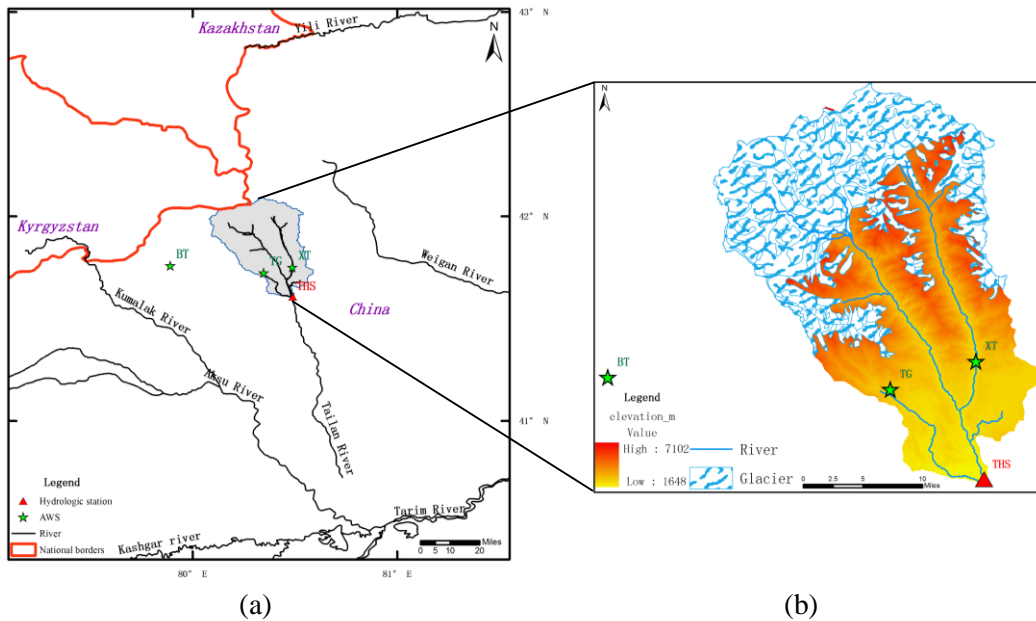 43° N
Kazakhstan
Yili River
N
42° N
Kyrgyzstan
BT
TG
XT
THS
Weigan River
China
Kumalak River
Aksu River
Tailan River
41° N
Legend
Hydrologic station
AWS
River
National borders
Tarim River
Kashgar river
0 5 10 20 Miles
80° E
81° E
(a)
N
BT
XT
TG
THS
Legend
elevation_m
Value
High : 7102
Low : 1648
River
Glacier
0 2.5 5 10
Miles
(b)